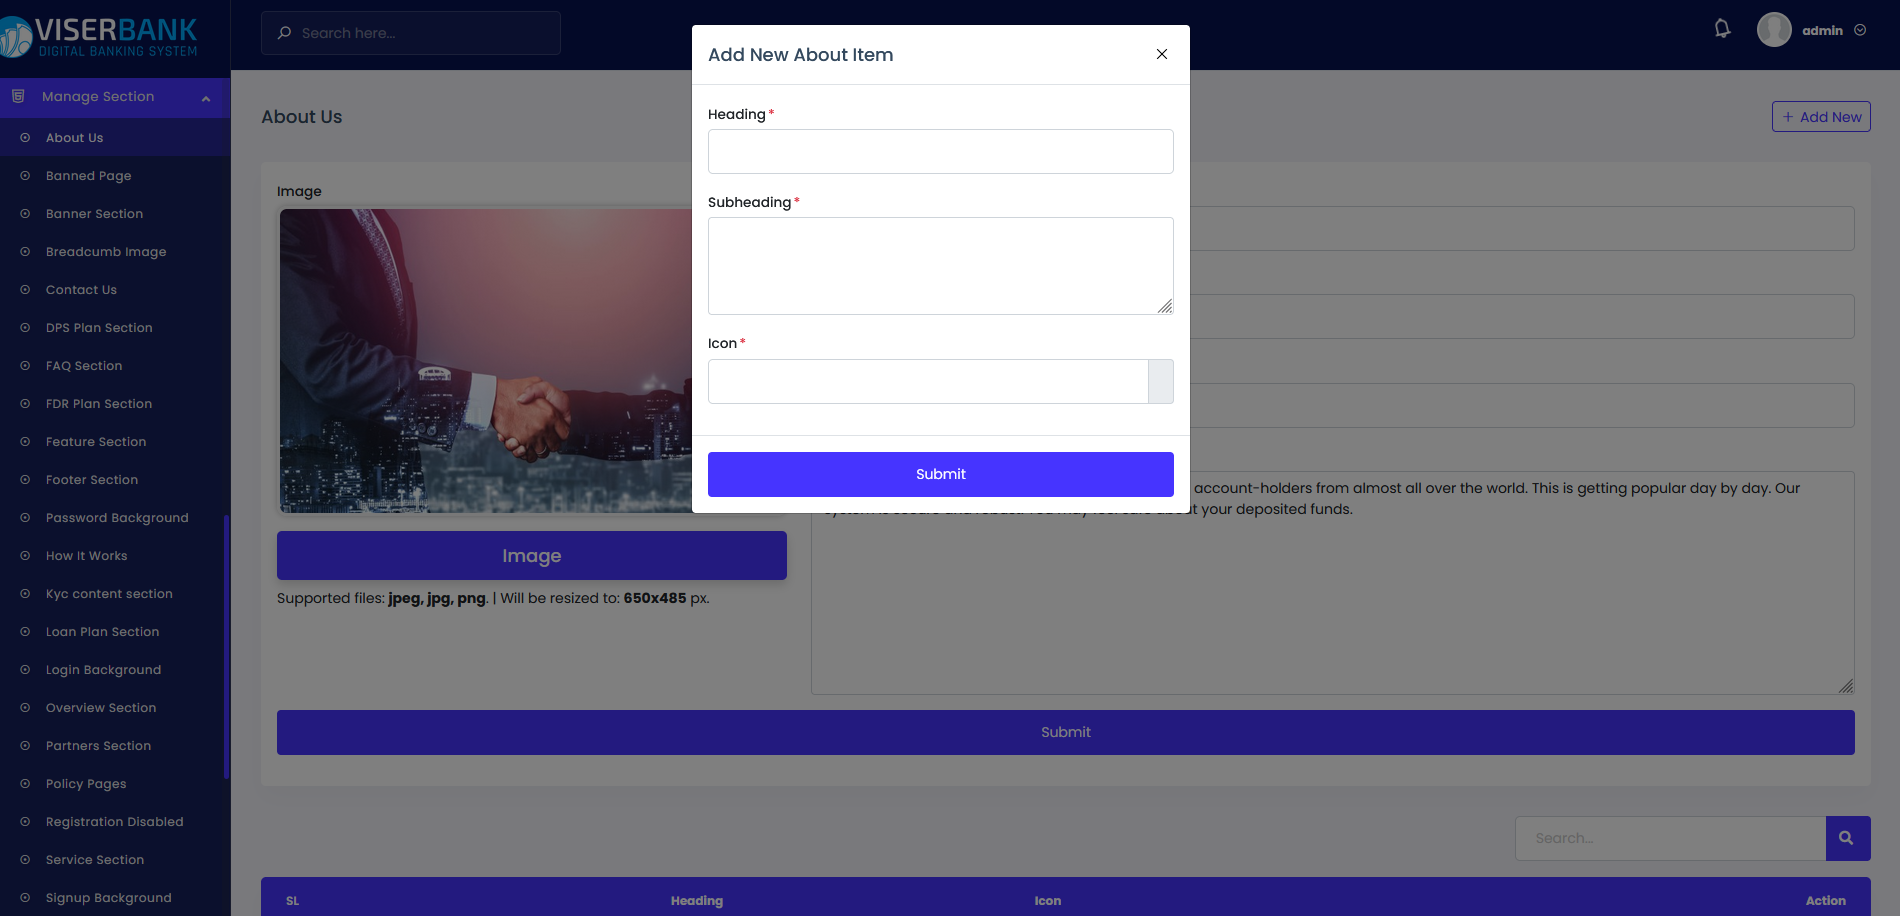 VISERBANK
DIGITAL BANKING SYSTEM
Search here...
admin
Manage Section
About Us
Banned Page
Banner Section
Breadcumb Image
Contact Us
DPS Plan Section
FAQ Section
FDR Plan Section
Feature Section
Footer Section
Password Background
How It Works
Kyc content section
Loan Plan Section
Login Background
Overview Section
Partners Section
Policy Pages
Registration Disabled
Service Section
Signup Background
About Us
+ Add New
Image
Add New About Item
Heading *
Subheading *
Icon *
Submit
account-holders from almost all over the world. This is getting popular day by day. Our
your deposited funds.
Image
Supported files: jpeg, jpg, png. | Will be resized to: 650x485 px.
Submit
Search...
SL Heading Icon Action